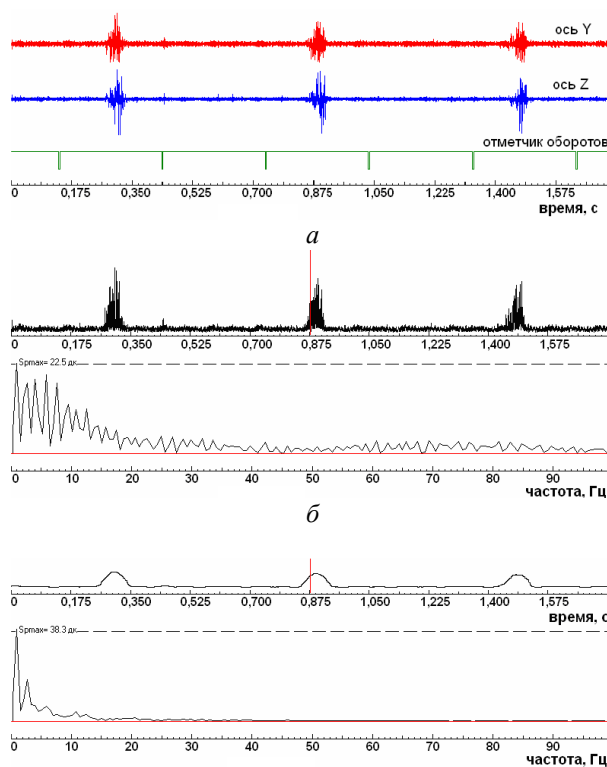 ось Y
ось Z
отметчик оборотов
0 0,175 0,350 0,525 0,700 0,875 1,050 1,225 1,400 1,575
время, с
а
0 0,175 0,350 0,525 0,700 0,875 1,050 1,225 1,400 1,575
Spmax= 22.5 дк
0 10 20 30 40 50 60 70 80 90
частота, Гц
б
0 0,175 0,350 0,525 0,700 0,875 1,050 1,225 1,400 1,575
время, с
Spmax= 38.3 дк
0 10 20 30 40 50 60 70 80 90
частота, Гц